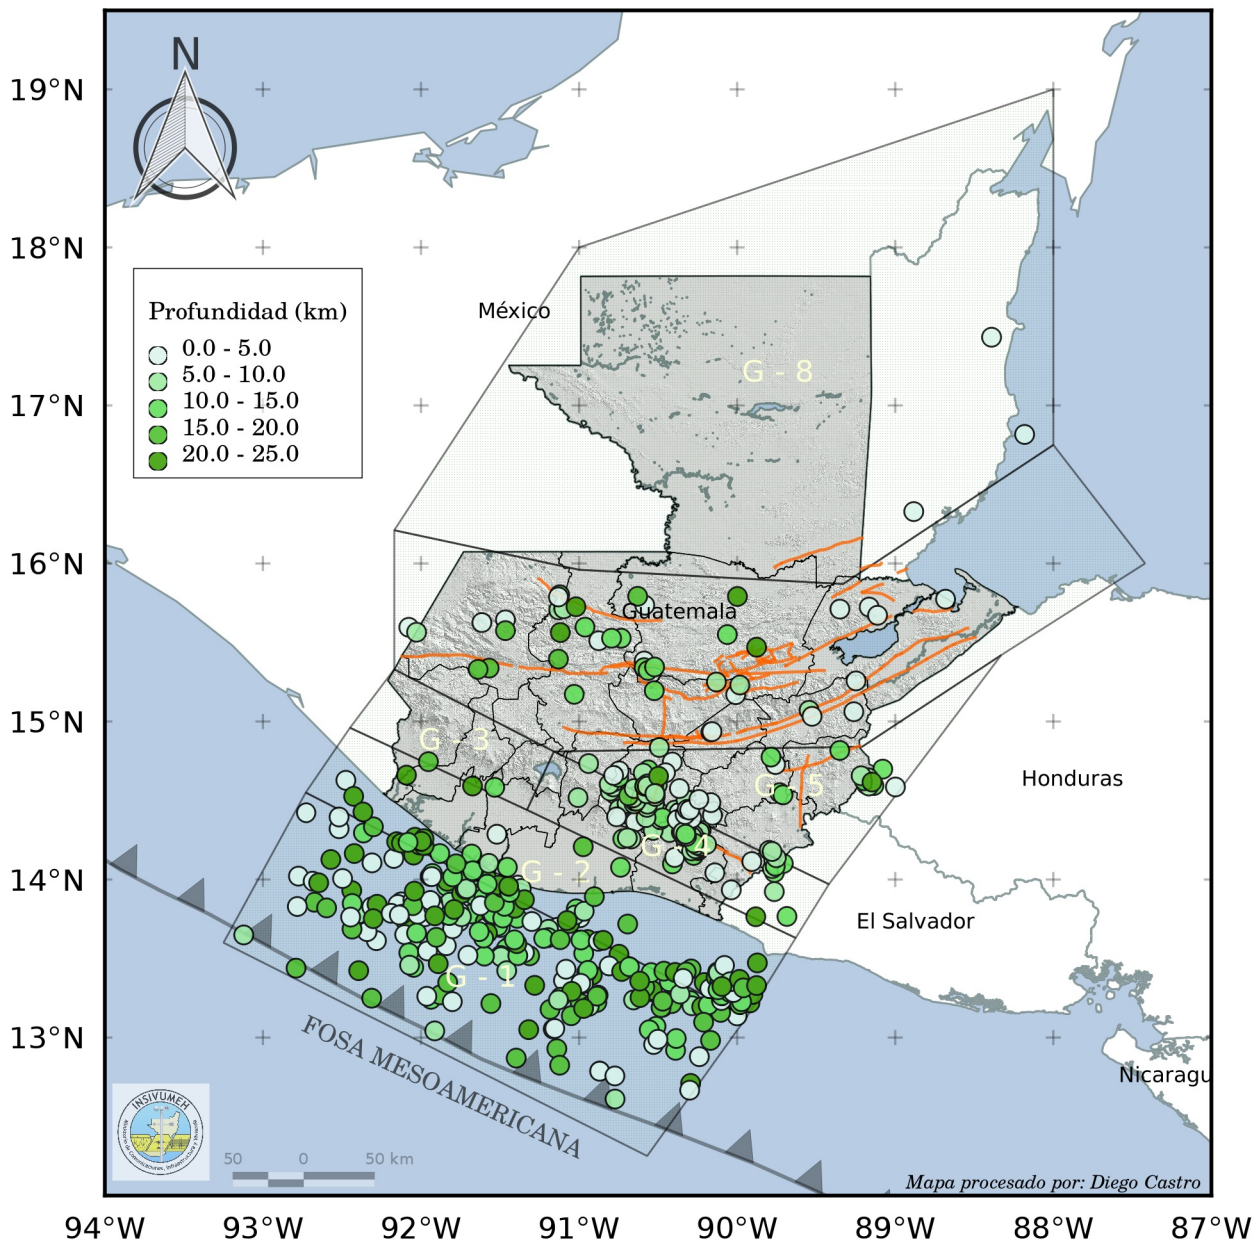 N
19°N
18°N
17°N
16°N
15°N
14°N
13°N
Profundidad (km)
0.0 - 5.0
5.0 - 10.0
10.0 - 15.0
15.0 - 20.0
20.0 - 25.0
México
G - 8
Guatemala
G - 3
G - 5
G - 4
G - 2
G - 1
Honduras
El Salvador
Nicaragu
FOSA MESOAMERICANA
INSIVUMEH
50 0 50 km
Mapa procesado por: Diego Castro
94°W 93°W 92°W 91°W 90°W 89°W 88°W 87°W